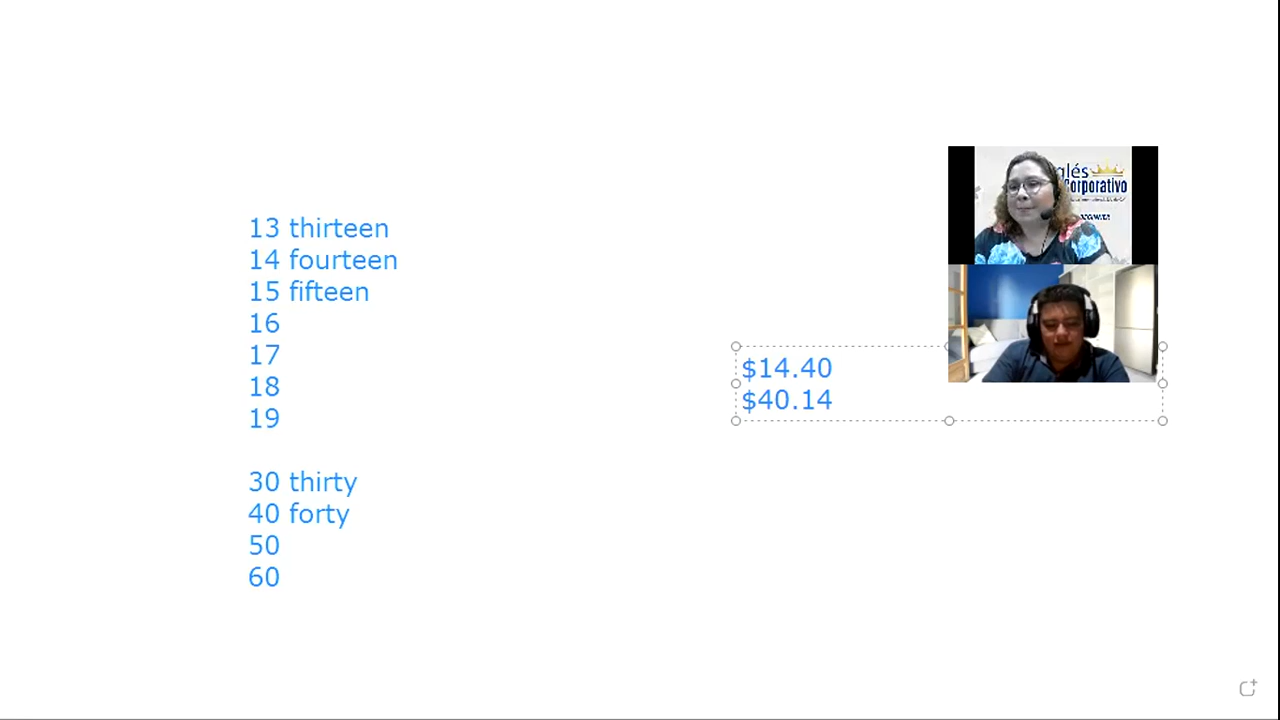 13 thirteen
14 fourteen
15 fifteen
16
17
18
19
30 thirty
40 forty
50
60
$14.40
$40.14
glés
Corporativo